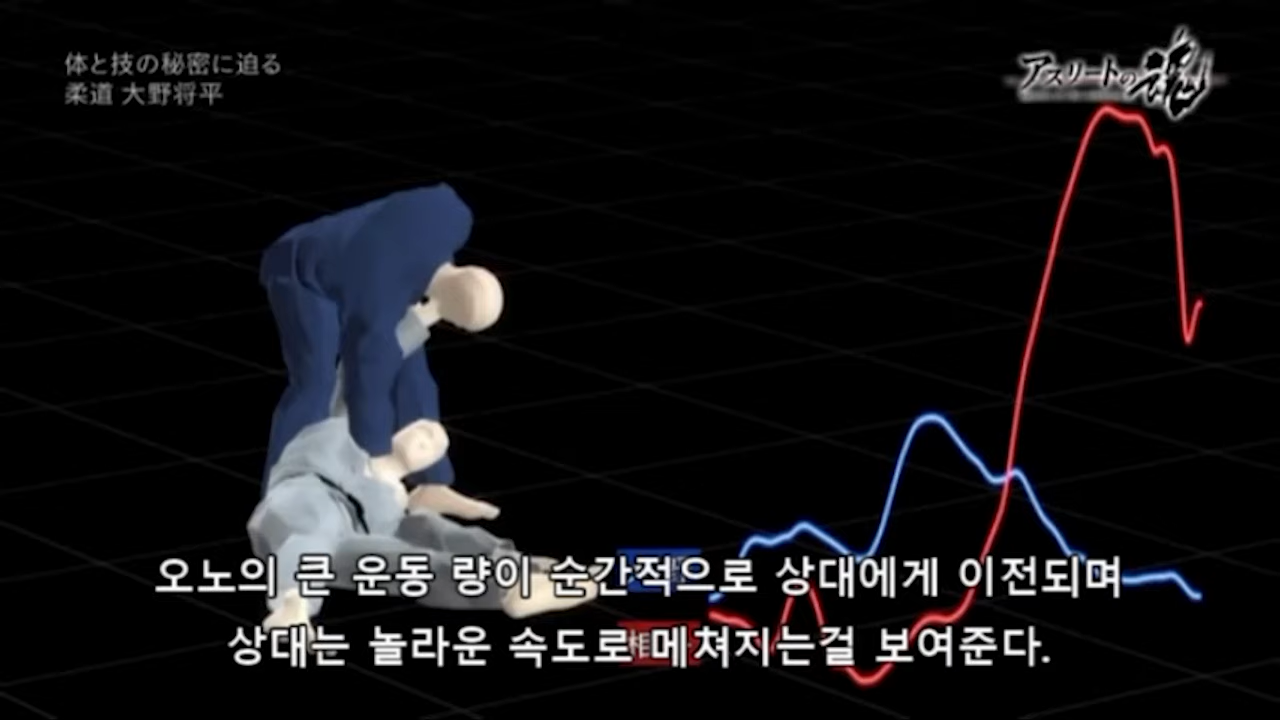 体と技の秘密に迫る
柔道 大野将平
アスリートの魂
오노의 큰 운동 량이 순간적으로 상대에게 이전되며
상대는 놀라운 속도로 메쳐지는걸 보여준다.